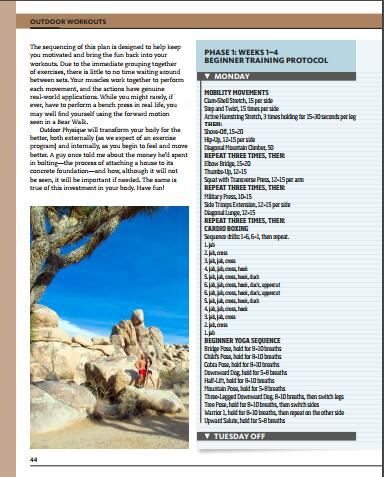 OUTDOOR WORKOUTS
The sequencing of this plan is designed to help keep
you motivated and bring the fun back into your
workouts. Due to the immediate grouping together
of exercises, there is little to no time waiting around
between sets. Your muscles work together to perform
each movement, and the actions have genuine
real-world applications. While you might rarely, if
ever, have to perform a bench press in real life, you
may well find yourself using the forward motion
seen in a Bear Walk.
Outdoor Physique will transform your body for the
better, both externally (as we expect of an exercise
program) and internally, as you begin to feel and move
better. A guy once told me about the money he'd spent
in bolting—the process of attaching a house to its
concrete foundation—and how, although it will not
be seen, it will be important if needed. The same is
true of this investment in your body. Have fun!
PHASE 1: WEEKS 1–4
BEGINNER TRAINING PROTOCOL
▼ MONDAY
MOBILITY MOVEMENTS
Clam-Shell Stretch, 15 per side
Step and Twist, 15 times per side
Active Hamstring Stretch, 3 times holding for 15–30 seconds per leg
THEN:
Shove-Off, 15–20
Hip-Up, 12–15 per side
Diagonal Mountain Climber, 50
REPEAT THREE TIMES, THEN:
Elbow Bridge, 15–20
Thumbs-Up, 12–15
Squat with Transverse Press, 12–15 per arm
REPEAT THREE TIMES, THEN:
Military Press, 10–15
Side Triceps Extension, 12–15 per side
Diagonal Lunge, 12–15
REPEAT THREE TIMES, THEN:
CARDIO BOXING
Sequence drills: 1–6, 6–1, then repeat.
1. jab
2. jab, cross
3. jab, jab, cross
4. jab, jab, cross, hook
5. jab, jab, cross, hook, duck
6. jab, jab, cross, hook, duck, uppercut
6. jab, jab, cross, hook, duck, uppercut
5. jab, jab, cross, hook, duck
4. jab, jab, cross, hook
3. jab, jab, cross
2. jab, cross
1. jab
BEGINNER YOGA SEQUENCE
Bridge Pose, hold for 8–10 breaths
Child's Pose, hold for 8–10 breaths
Cobra Pose, hold for 8–10 breaths
Downward Dog, hold for 5–8 breaths
Half-Lift, hold for 8–10 breaths
Mountain Pose, hold for 5–8 breaths
Three-Legged Downward Dog, 8–10 breaths, then switch legs
Tree Pose, hold for 8–10 breaths, then switch sides
Warrior 1, hold for 8–10 breaths, then repeat on the other side
Upward Salute, hold for 5–8 breaths
▼ TUESDAY OFF
44